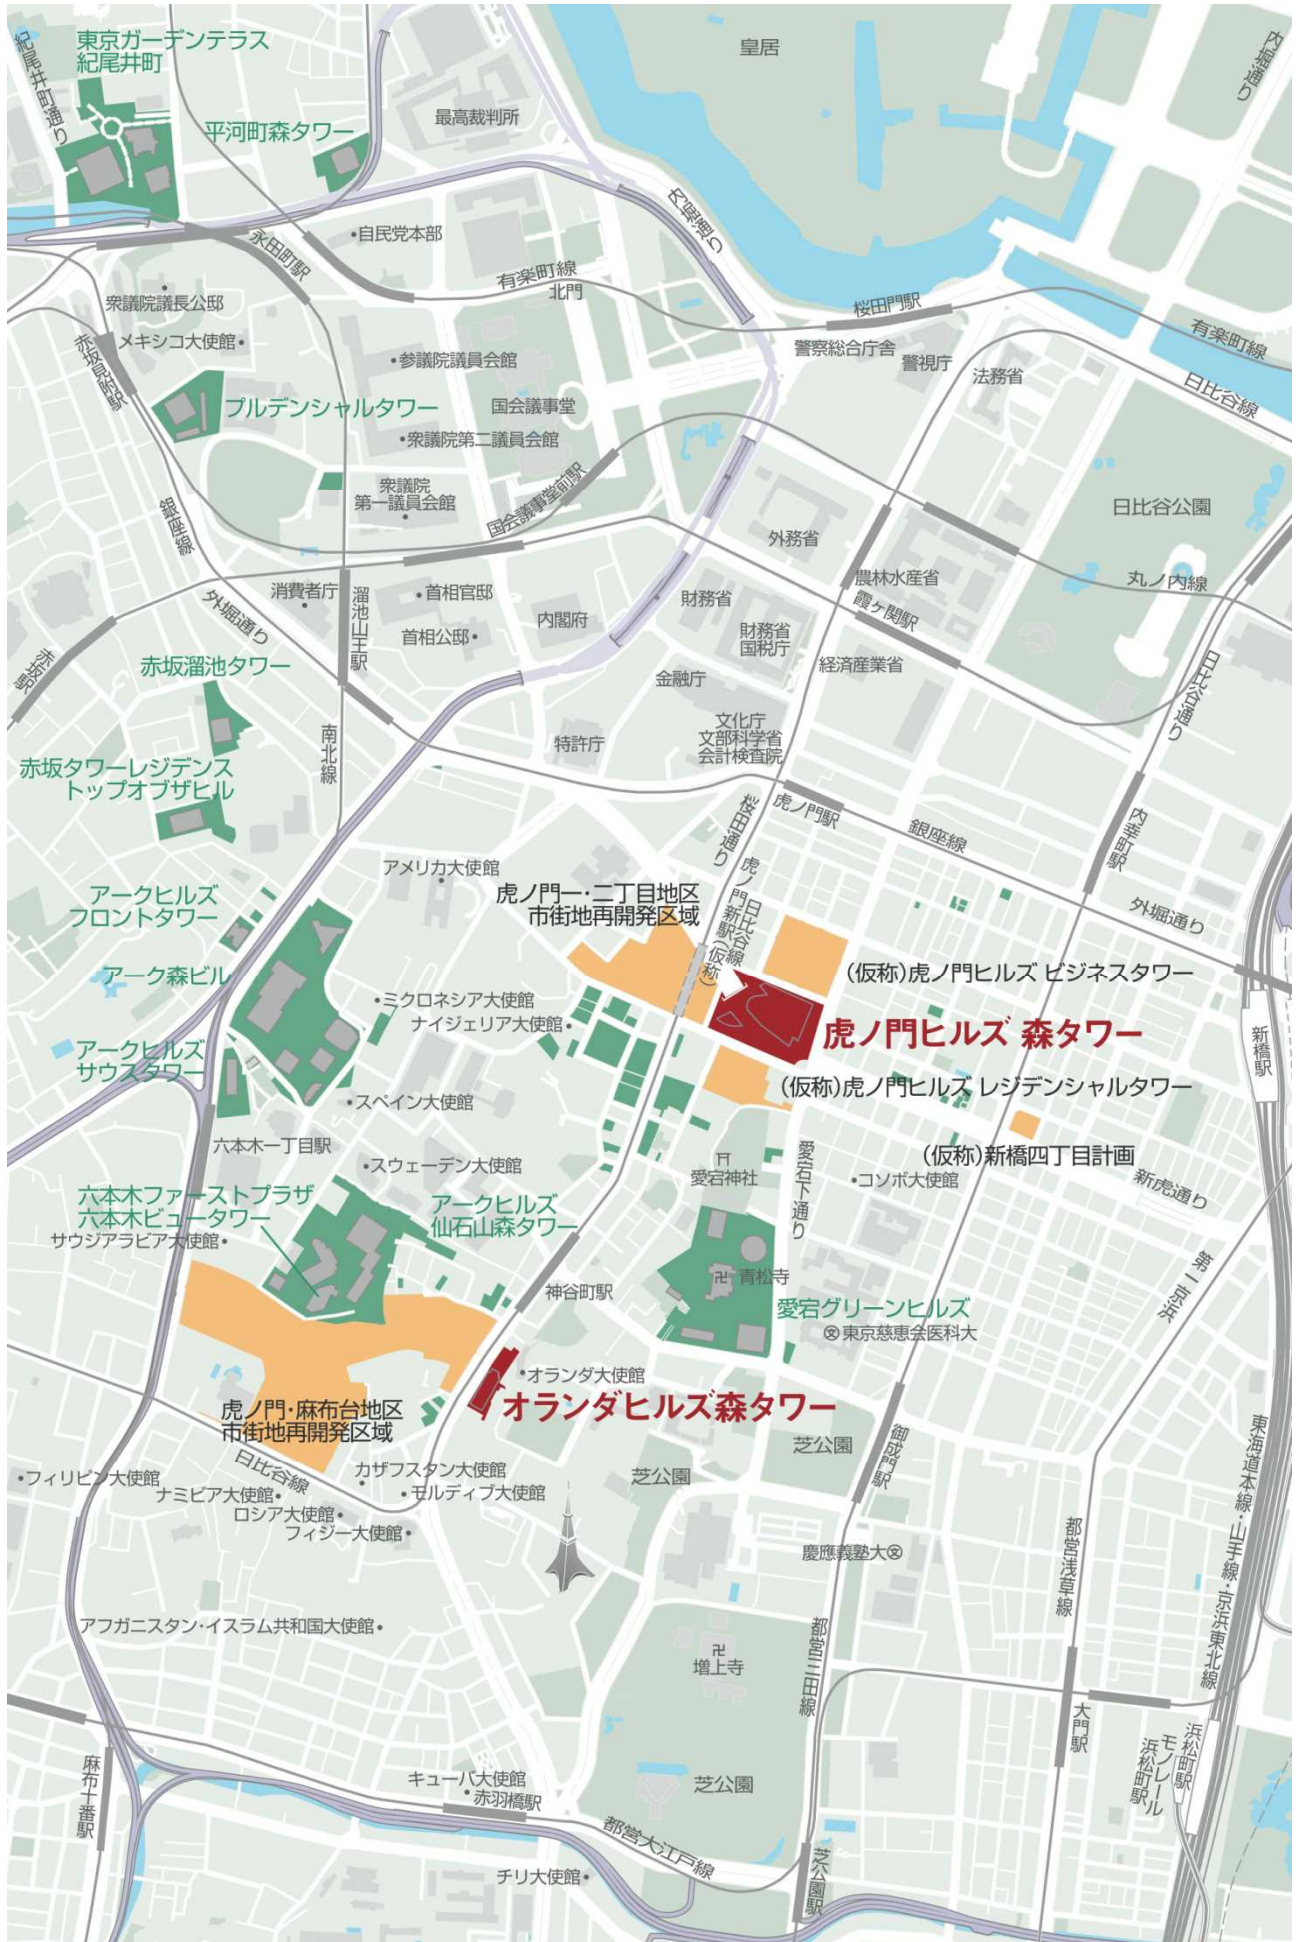 東京ガーデンテラス
紀尾井町
紀尾井町通り
皇居
内堀通り
最高裁判所
平河町森タワー
内堀通り
自民党本部
永田町駅
有楽町線
北門
衆議院議長公邸
桜田門駅
有楽町線
赤坂見附駅
メキシコ大使館
参議院議員会館
警察総合庁舎
警視庁
法務省
日比谷線
プルデンシャルタワー
国会議事堂
衆議院第二議員会館
衆議院
第一議員会館
国会議事堂前駅
日比谷公園
銀座線
外務省
農林水産省
丸ノ内線
消費者庁
溜池山王駅
首相官邸
財務省
霞ヶ関駅
外堀通り
首相公邸
内閣府
財務省
国税庁
赤坂駅
赤坂溜池タワー
金融庁
経済産業省
日比谷通り
南北線
特許庁
文化庁
文部科学省
会計検査院
赤坂タワーレジデンス
トップオブザヒル
桜田通り
虎ノ門駅
銀座線
内幸町駅
アメリカ大使館
虎ノ門一・二丁目地区
市街地再開発区域
日比谷線
虎ノ門新駅(仮称)
外堀通り
アークヒルズ
フロントタワー
アーク森ビル
(仮称)虎ノ門ヒルズ ビジネスタワー
ミクロネシア大使館
ナイジェリア大使館
虎ノ門ヒルズ 森タワー
新橋駅
アークヒルズ
サウスタワー
(仮称)虎ノ門ヒルズ レジデンシャルタワー
スペイン大使館
六本木一丁目駅
(仮称)新橋四丁目計画
スウェーデン大使館
愛宕神社
愛宕下通り
コソボ大使館
新虎通り
六本木ファーストプラザ
六本木ビュータワー
アークヒルズ
仙石山森タワー
サウジアラビア大使館
神谷町駅
青松寺
第一京浜
愛宕グリーンヒルズ
東京慈恵会医科大
オランダ大使館
オランダヒルズ森タワー
虎ノ門・麻布台地区
市街地再開発区域
芝公園
御成門駅
日比谷線
カザフスタン大使館
芝公園
フィリピン大使館
ナミビア大使館
モルディブ大使館
ロシア大使館
フィジー大使館
慶應義塾大
都営浅草線
東海道本線・山手線・京浜東北線
アフガニスタン・イスラム共和国大使館
都営三田線
増上寺
大門駅
浜松町駅
モノレール
浜松町駅
麻布十番駅
キューバ大使館
赤羽橋駅
芝公園
都営大江戸線
チリ大使館
芝公園駅